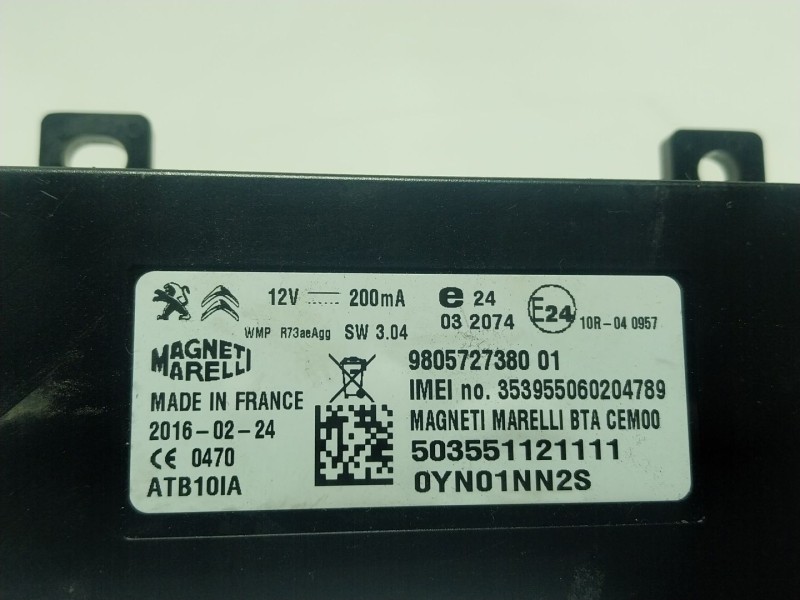 12V 200mA e 24
03 2074 E24 10R-04 0957
WMP R73aeAgg SW 3.04
MAGNETI
MARELLI
9805727380 01
IMEI no. 353955060204789
MADE IN FRANCE
MAGNETI MARELLI BTA CEM00
2016-02-24
503551121111
CE 0470
ATB10IA
0YN01NN2S